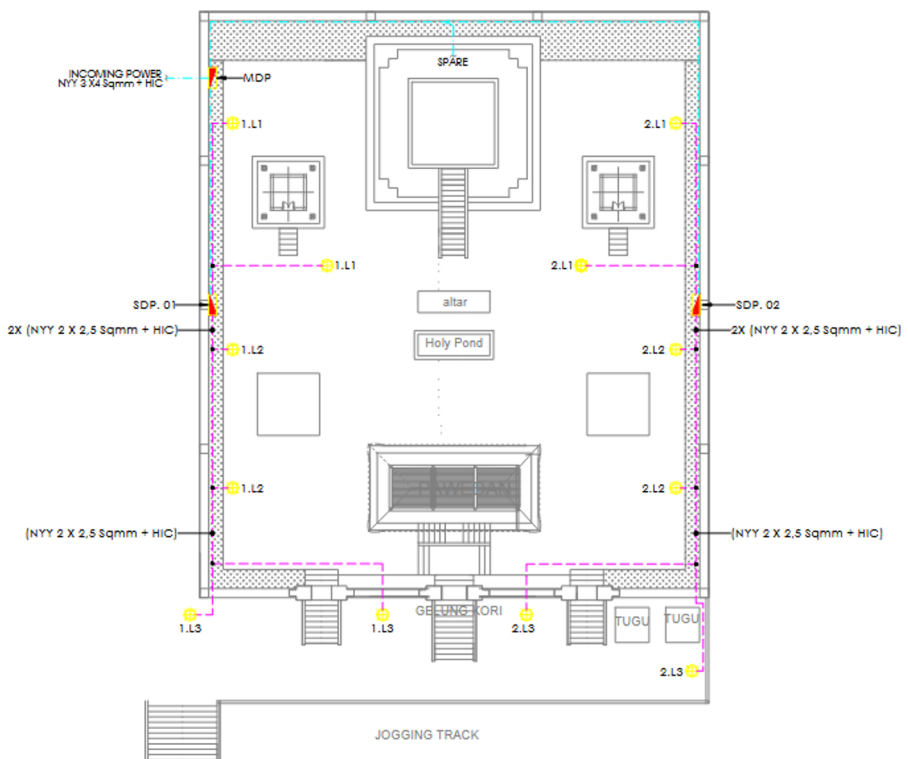 SPARE
INCOMING POWER
NYY 3 X4 Sqmm + HIC
MDP
1.L1
2.L1
1.L1
2.L1
altar
SDP. 01
SDP. 02
2X (NYY 2 X 2,5 Sqmm + HIC)
2X (NYY 2 X 2,5 Sqmm + HIC)
Holy Pond
1.L2
2.L2
1.L2
2.L2
(NYY 2 X 2,5 Sqmm + HIC)
(NYY 2 X 2,5 Sqmm + HIC)
GELUNG KORI
1.L3
1.L3
2.L3
TUGU
TUGU
2.L3
JOGGING TRACK